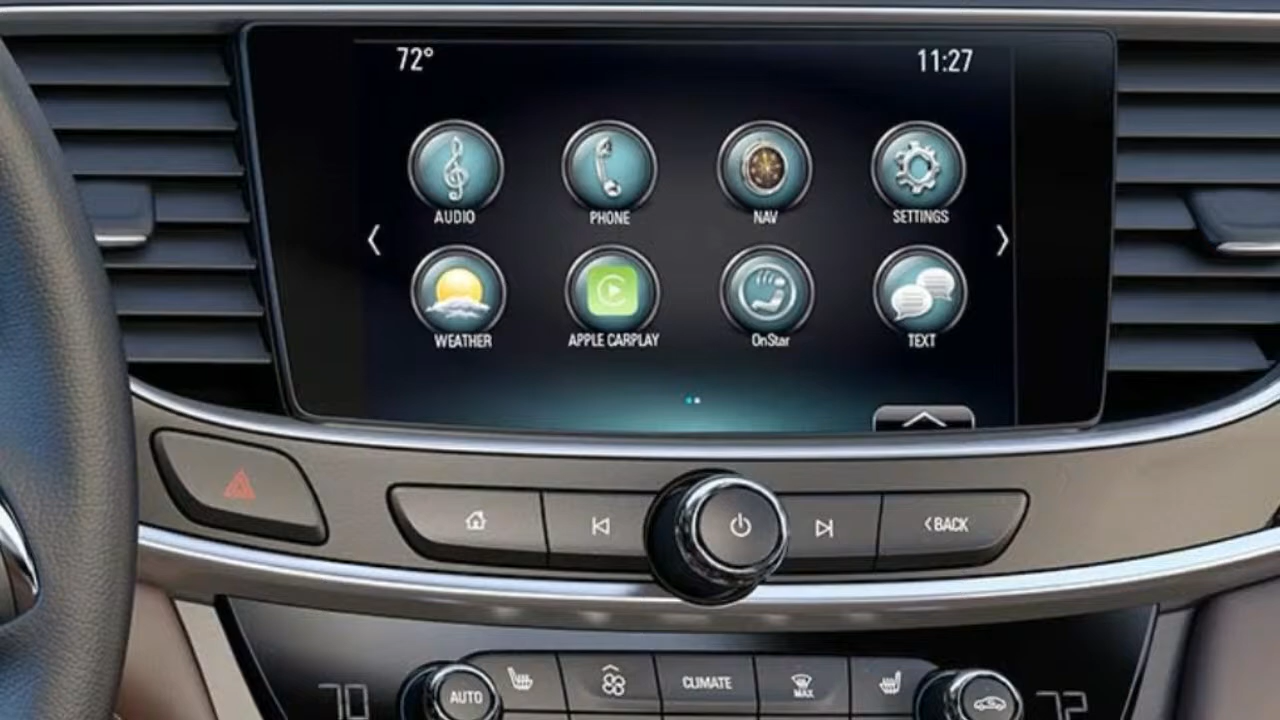 72° 11:27
AUDIO PHONE NAV SETTINGS
WEATHER APPLE CARPLAY OnStar TEXT
BACK
CLIMATE MAX
70 AUTO 72